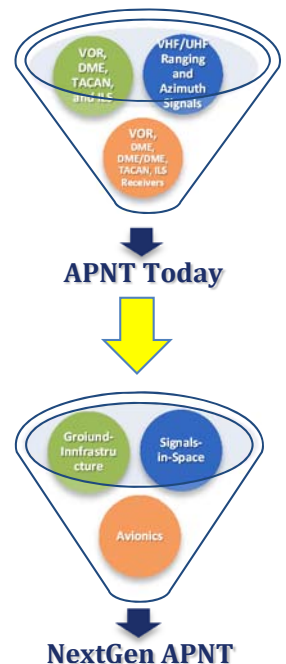 VOR,
DME,
TACAN,
and ILS
VHF/UHF
Ranging
and
Azimuth
Signals
VOR,
DME,
DME/DME,
TACAN, ILS
Receivers
APNT Today
Groiund-
Innfrastru
cture
Signals-
in-Space
Avionics
NextGen APNT